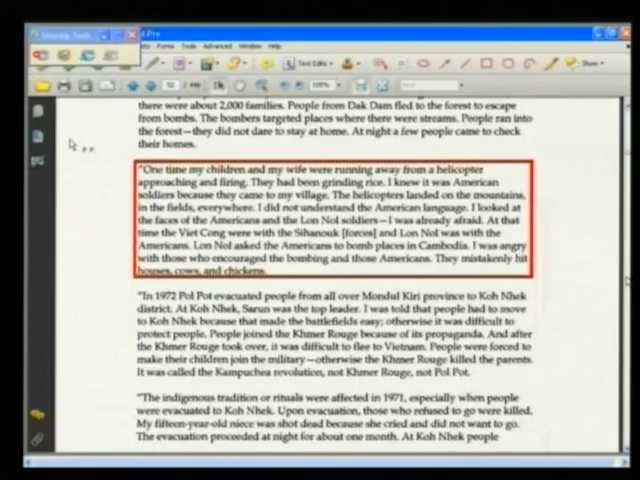 Sharing
t Pro
Forms Tools Advanced Window Help
Text Edits
Show
52
105%
Find
there were about 2,000 families. People from Dak Dam fled to the forest to escape
from bombs. The bombers targeted places where there were streams. People ran into
the forest—they did not dare to stay at home. At night a few people came to check
their homes.
"One time my children and my wife were running away from a helicopter
approaching and firing. They had been grinding rice. I knew it was American
soldiers because they came to my village. The helicopters landed on the mountains,
in the fields, everywhere. I did not understand the American language. I looked at
the faces of the Americans and the Lon Nol soldiers—I was already afraid. At that
time the Viet Cong were with the Sihanouk [forces] and Lon Nol was with the
Americans. Lon Nol asked the Americans to bomb places in Cambodia. I was angry
with those who encouraged the bombing and those Americans. They mistakenly hit
houses, cows, and chickens.
"In 1972 Pol Pot evacuated people from all over Mondul Kiri province to Koh Nhek
district. At Koh Nhek, Sarun was the top leader. I was told that people had to move
to Koh Nhek because that made the battlefields easy; otherwise it was difficult to
protect people. People joined the Khmer Rouge because of its propaganda. And after
the Khmer Rouge took over, it was difficult to flee to Vietnam. People were forced to
make their children join the military—otherwise the Khmer Rouge killed the parents.
It was called the Kampuchea revolution, not Khmer Rouge, not Pol Pot.
"The indigenous tradition or rituals were affected in 1971, especially when people
were evacuated to Koh Nhek. Upon evacuation, those who refused to go were killed.
My fifteen-year-old niece was shot dead because she cried and did not want to go.
The evacuation proceeded at night for about one month. At Koh Nhek people